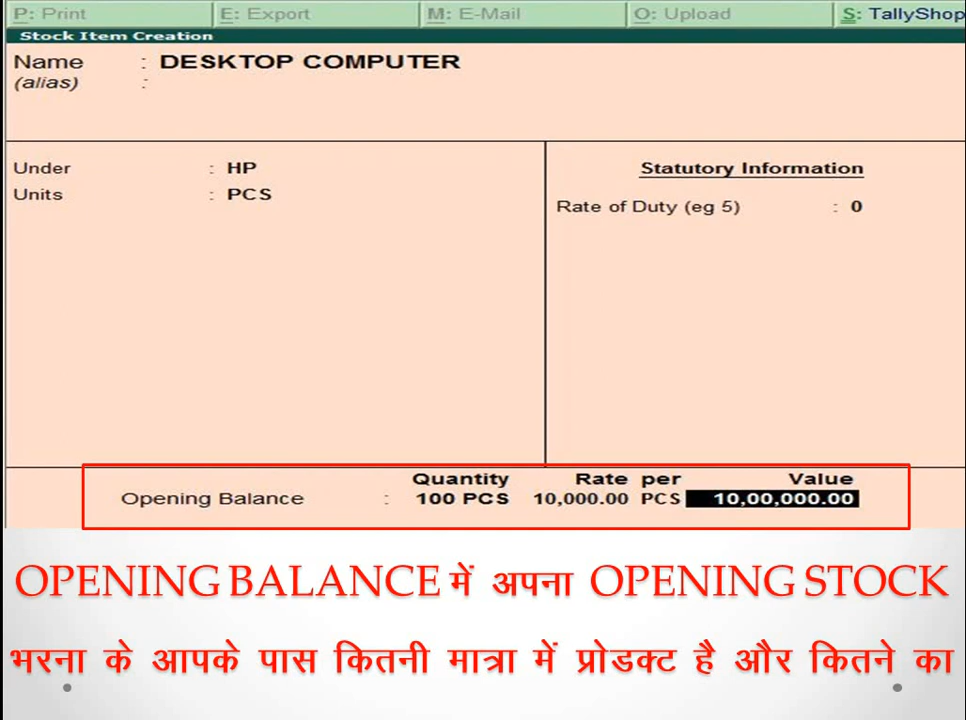 P: Print E: Export M: E-Mail O: Upload S: TallyShop
Stock Item Creation
Name : DESKTOP COMPUTER
(alias) :
Under : HP
Units : PCS
Statutory Information
Rate of Duty (eg 5) : 0
Quantity Rate per Value
Opening Balance : 100 PCS 10,000.00 PCS 10,00,000.00
OPENING BALANCE में अपना OPENING STOCK
भरना के आपके पास कितनी मात्रा में प्रोडक्ट है और कितने का